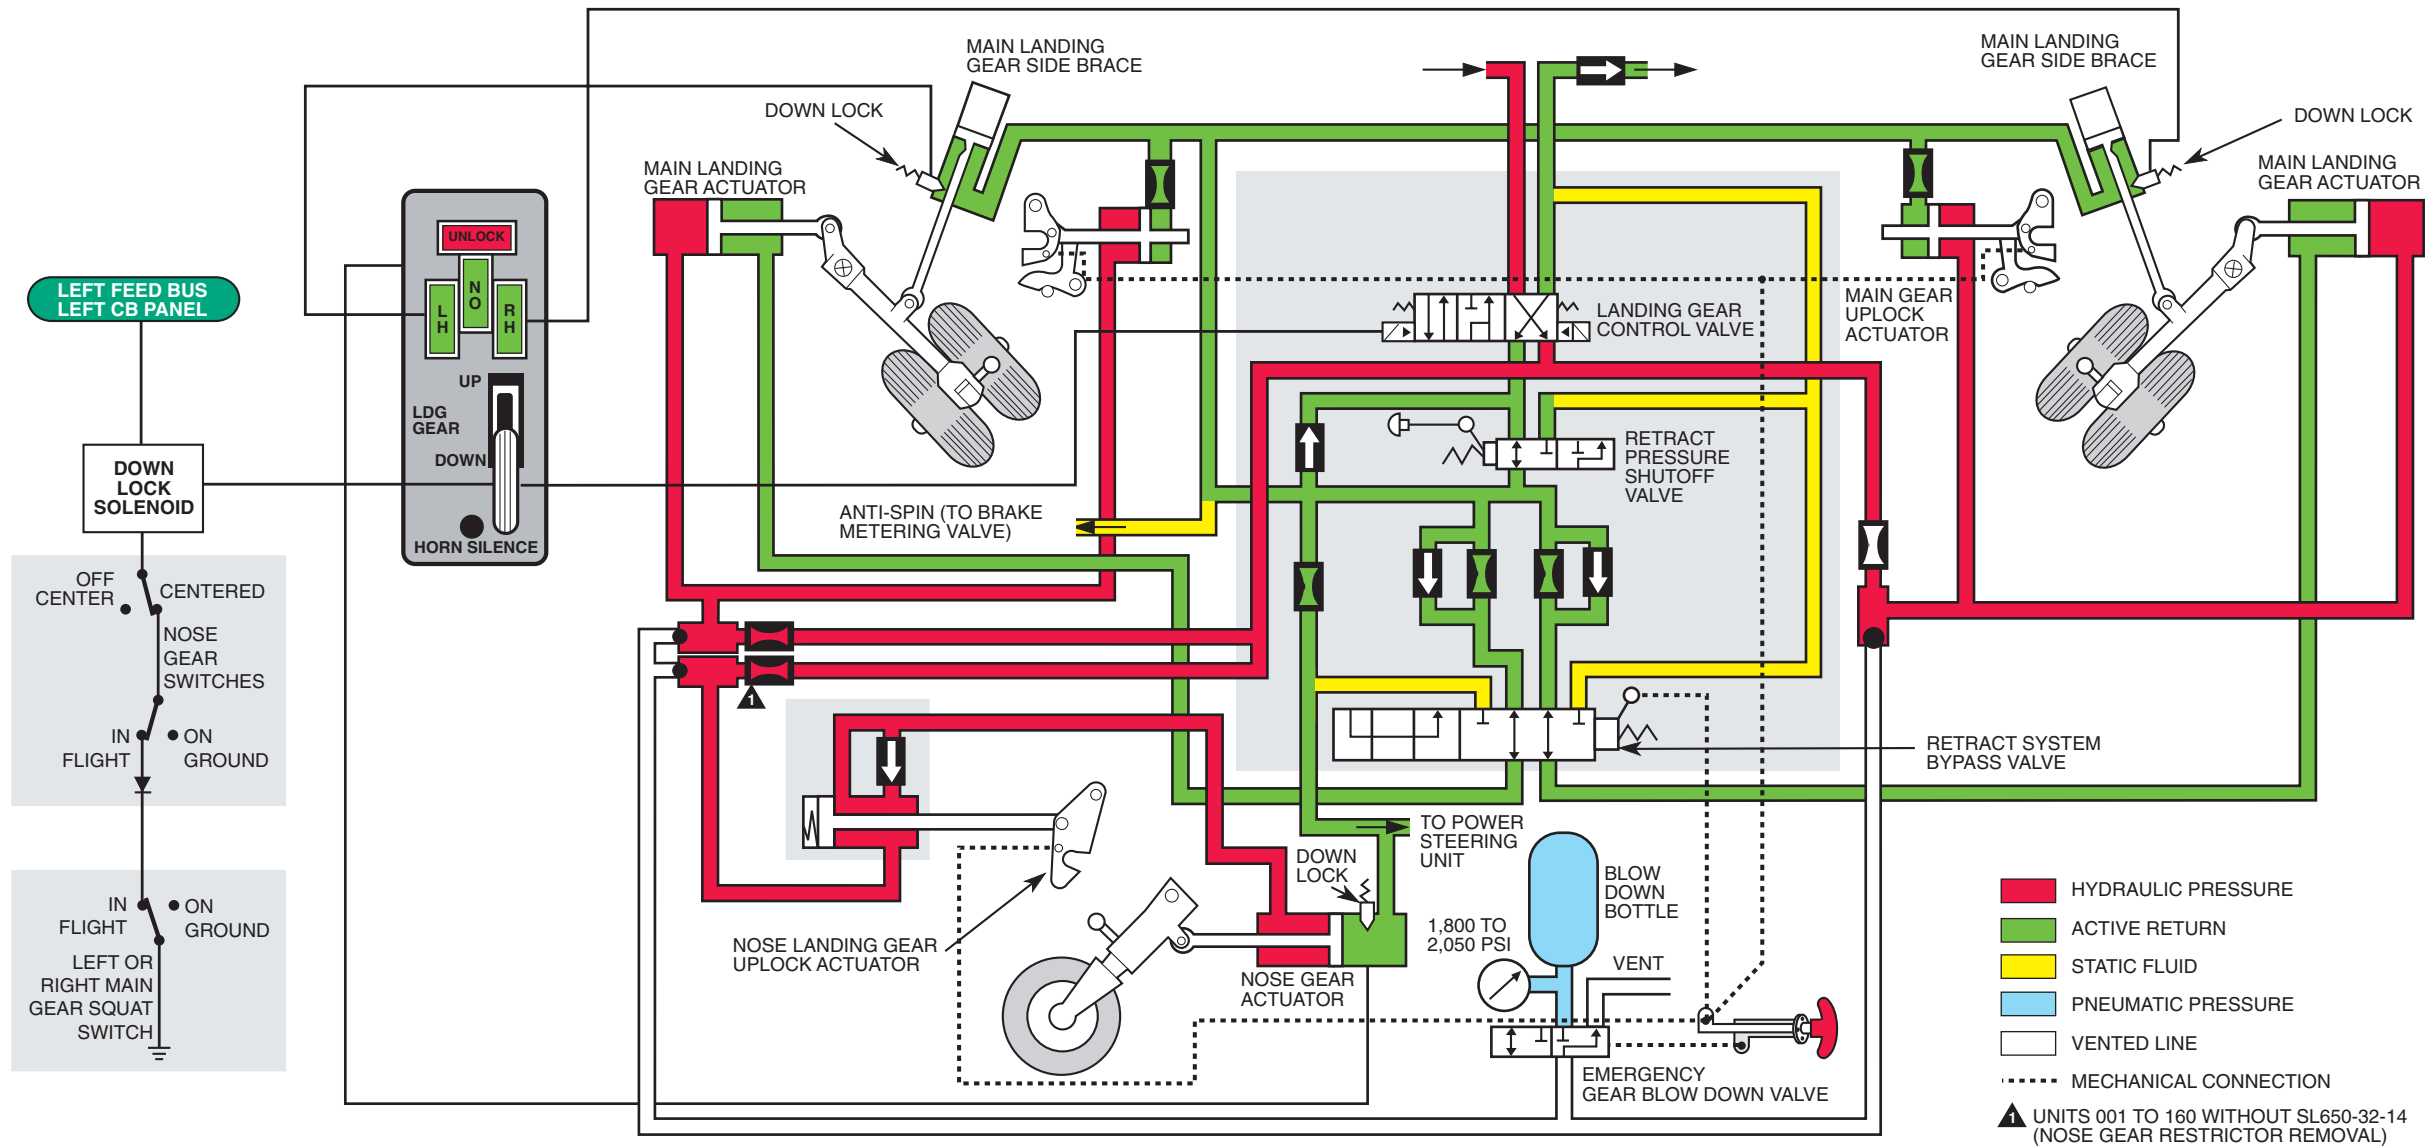 MAIN LANDING
GEAR SIDE BRACE
MAIN LANDING
GEAR SIDE BRACE
DOWN LOCK
DOWN LOCK
MAIN LANDING
GEAR ACTUATOR
MAIN LANDING
GEAR ACTUATOR
UNLOCK
NO
LH
RH
UP
LDG
GEAR
DOWN
HORN SILENCE
LEFT FEED BUS
LEFT CB PANEL
DOWN
LOCK
SOLENOID
LANDING GEAR
CONTROL VALVE
MAIN GEAR
UPLOCK
ACTUATOR
RETRACT
PRESSURE
SHUTOFF
VALVE
ANTI-SPIN (TO BRAKE
METERING VALVE)
OFF
CENTER
CENTERED
NOSE
GEAR
SWITCHES
IN
FLIGHT
ON
GROUND
1
RETRACT SYSTEM
BYPASS VALVE
TO POWER
STEERING
UNIT
DOWN
LOCK
BLOW
DOWN
BOTTLE
1,800 TO
2,050 PSI
VENT
IN
FLIGHT
ON
GROUND
LEFT OR
RIGHT MAIN
GEAR SQUAT
SWITCH
NOSE LANDING GEAR
UPLOCK ACTUATOR
NOSE GEAR
ACTUATOR
EMERGENCY
GEAR BLOW DOWN VALVE
HYDRAULIC PRESSURE
ACTIVE RETURN
STATIC FLUID
PNEUMATIC PRESSURE
VENTED LINE
MECHANICAL CONNECTION
1 UNITS 001 TO 160 WITHOUT SL650-32-14
(NOSE GEAR RESTRICTOR REMOVAL)